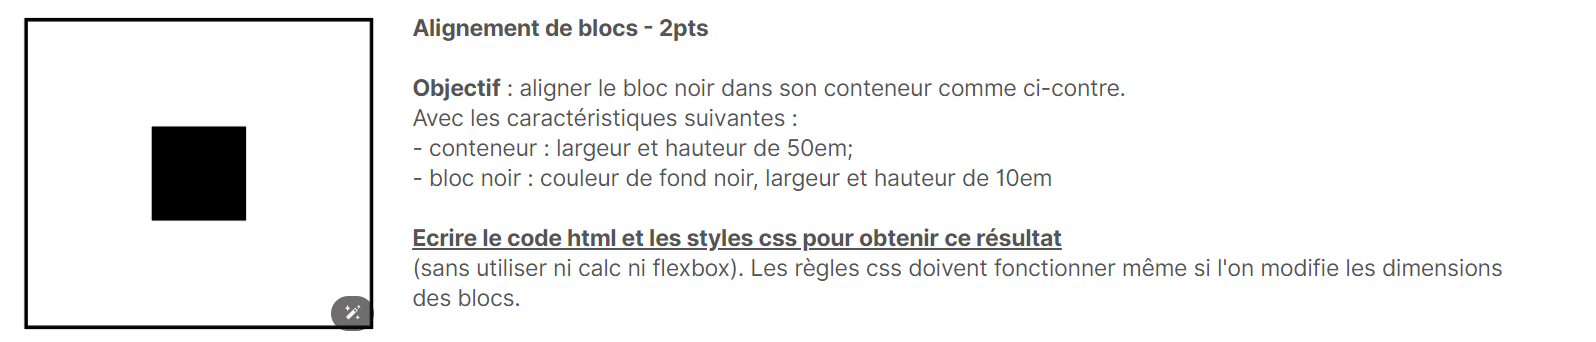 Alignement de blocs - 2pts
Objectif : aligner le bloc noir dans son conteneur comme ci-contre.
Avec les caractéristiques suivantes :
- conteneur : largeur et hauteur de 50em;
- bloc noir : couleur de fond noir, largeur et hauteur de 10em
Ecrire le code html et les styles css pour obtenir ce résultat
(sans utiliser ni calc ni flexbox). Les règles css doivent fonctionner même si l'on modifie les dimensions
des blocs.